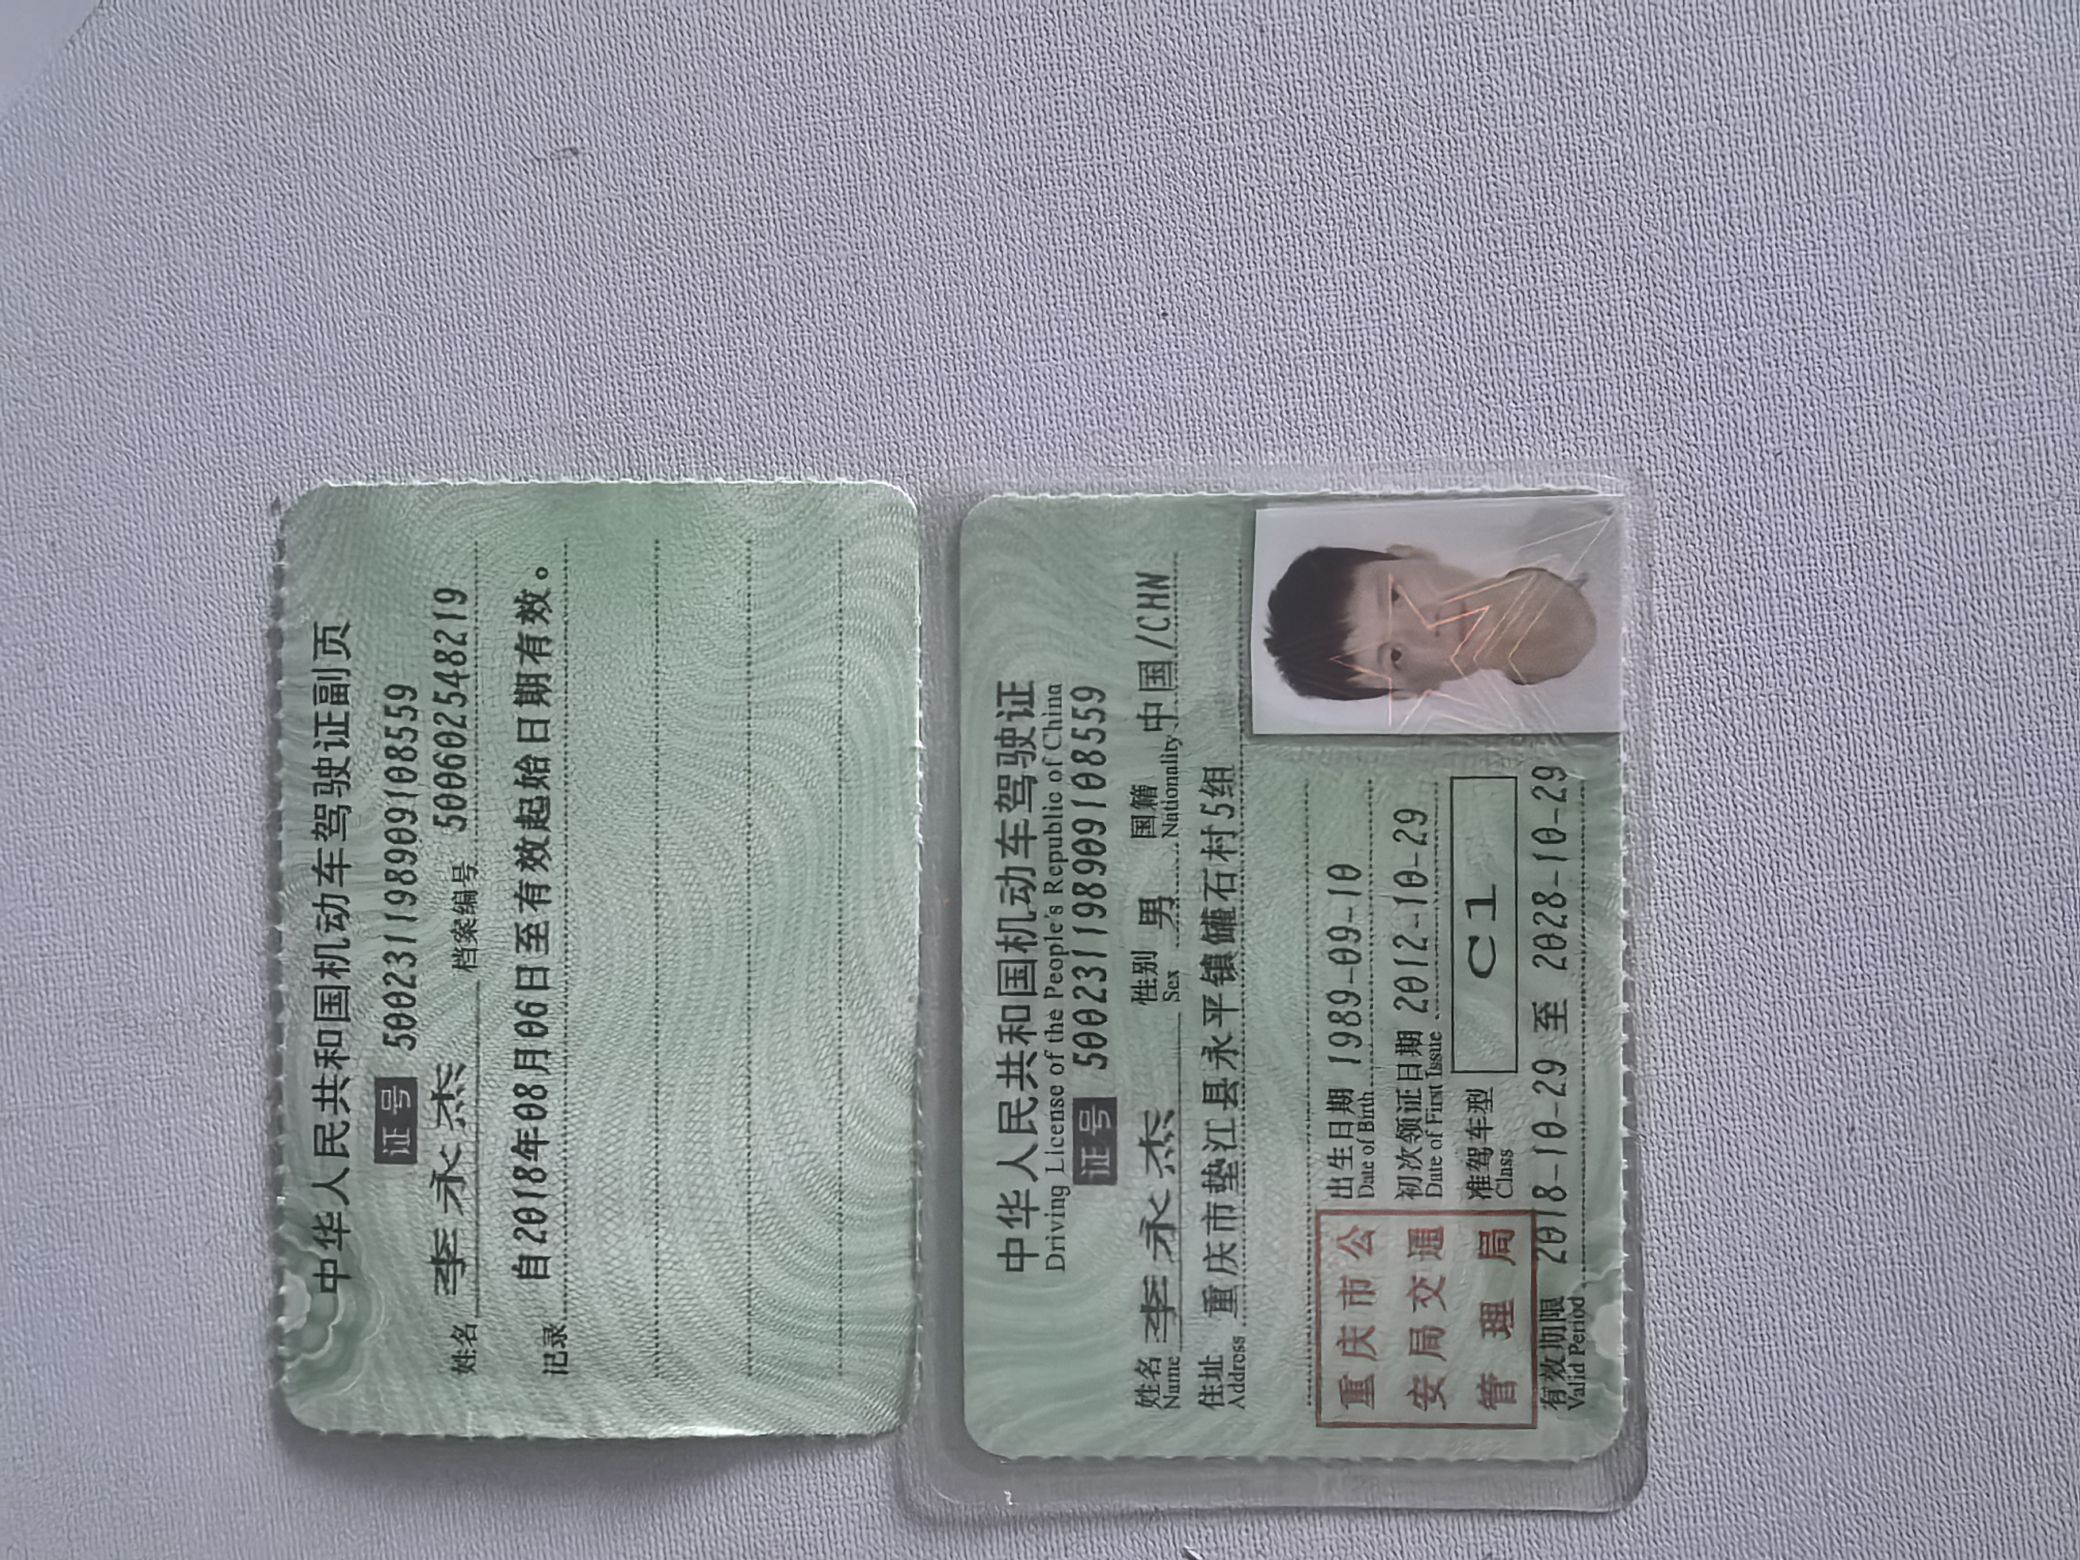 中华人民共和国机动车驾驶证副页
证号 500231198909108559
姓名 李永杰 档案编号 500602548219
记录 自2018年08月06日至有效起始日期有效。
中华人民共和国机动车驾驶证
Driving License of the People's Republic of China
证号 500231198909108559
姓名 李永杰 性别 男 国籍 中国/CHN
Name Sex Nationality
住址 重庆市垫江县永平镇罐石村5组
Address
出生日期 1989-09-10
Date of Birth
初次领证日期 2012-10-29
Date of First Issue
准驾车型 C1
Class
重庆市公
安局交通
管理局
有效期限 2018-10-29 至 2028-10-29
Valid Period